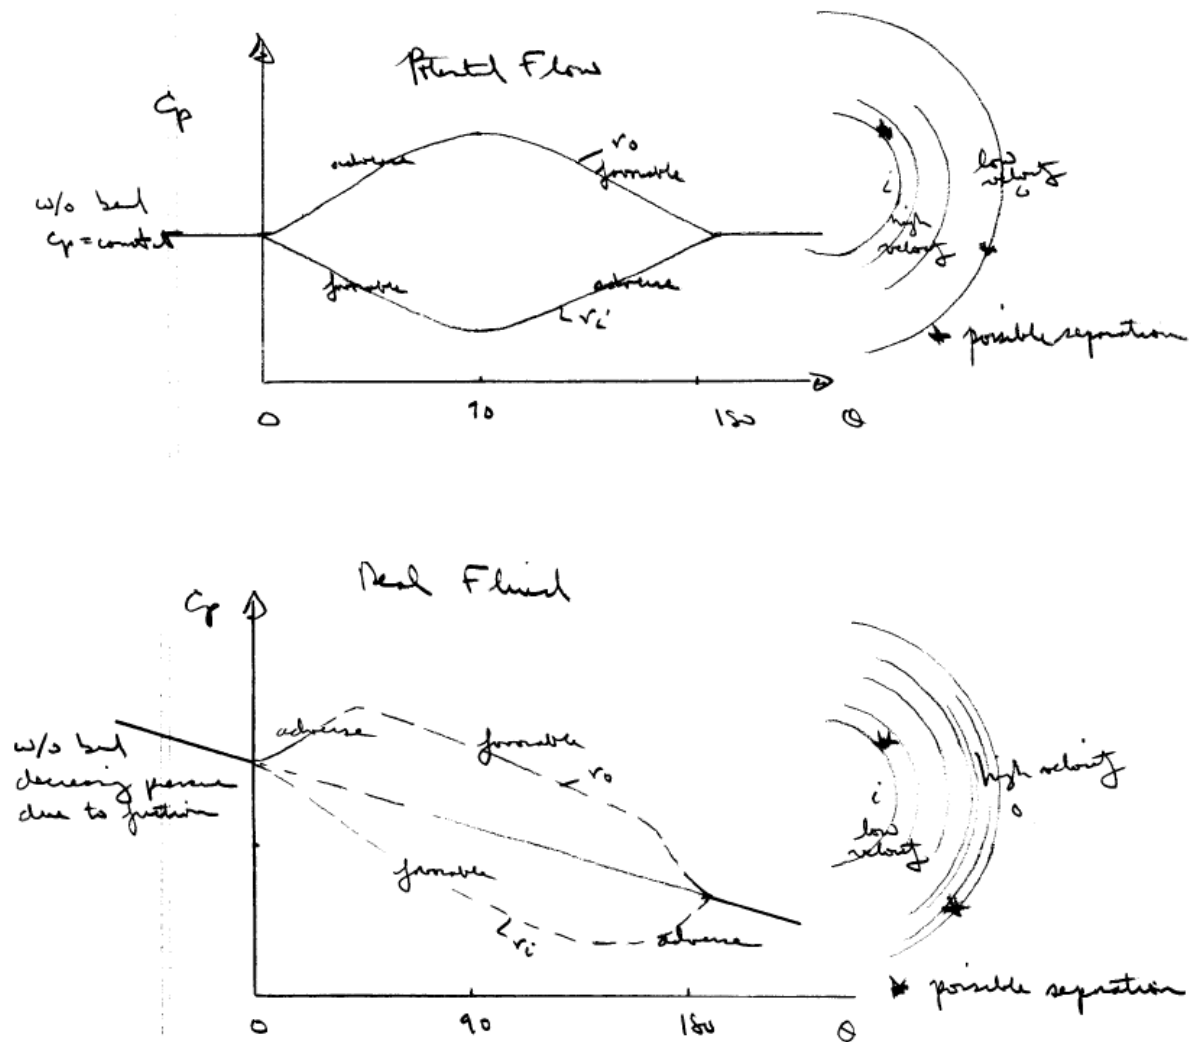 Potential Flow
Cp
r₀
adverse
favorable
w/o bend
Cp = constant
favorable
adverse
rᵢ
0
90
180
θ
i
high
velocity
low
velocity
o
possible separation
Real Fluid
Cp
w/o bend
decreasing pressure
due to friction
adverse
favorable
r₀
favorable
rᵢ
adverse
0
90
180
θ
i
low
velocity
high velocity
o
possible separation